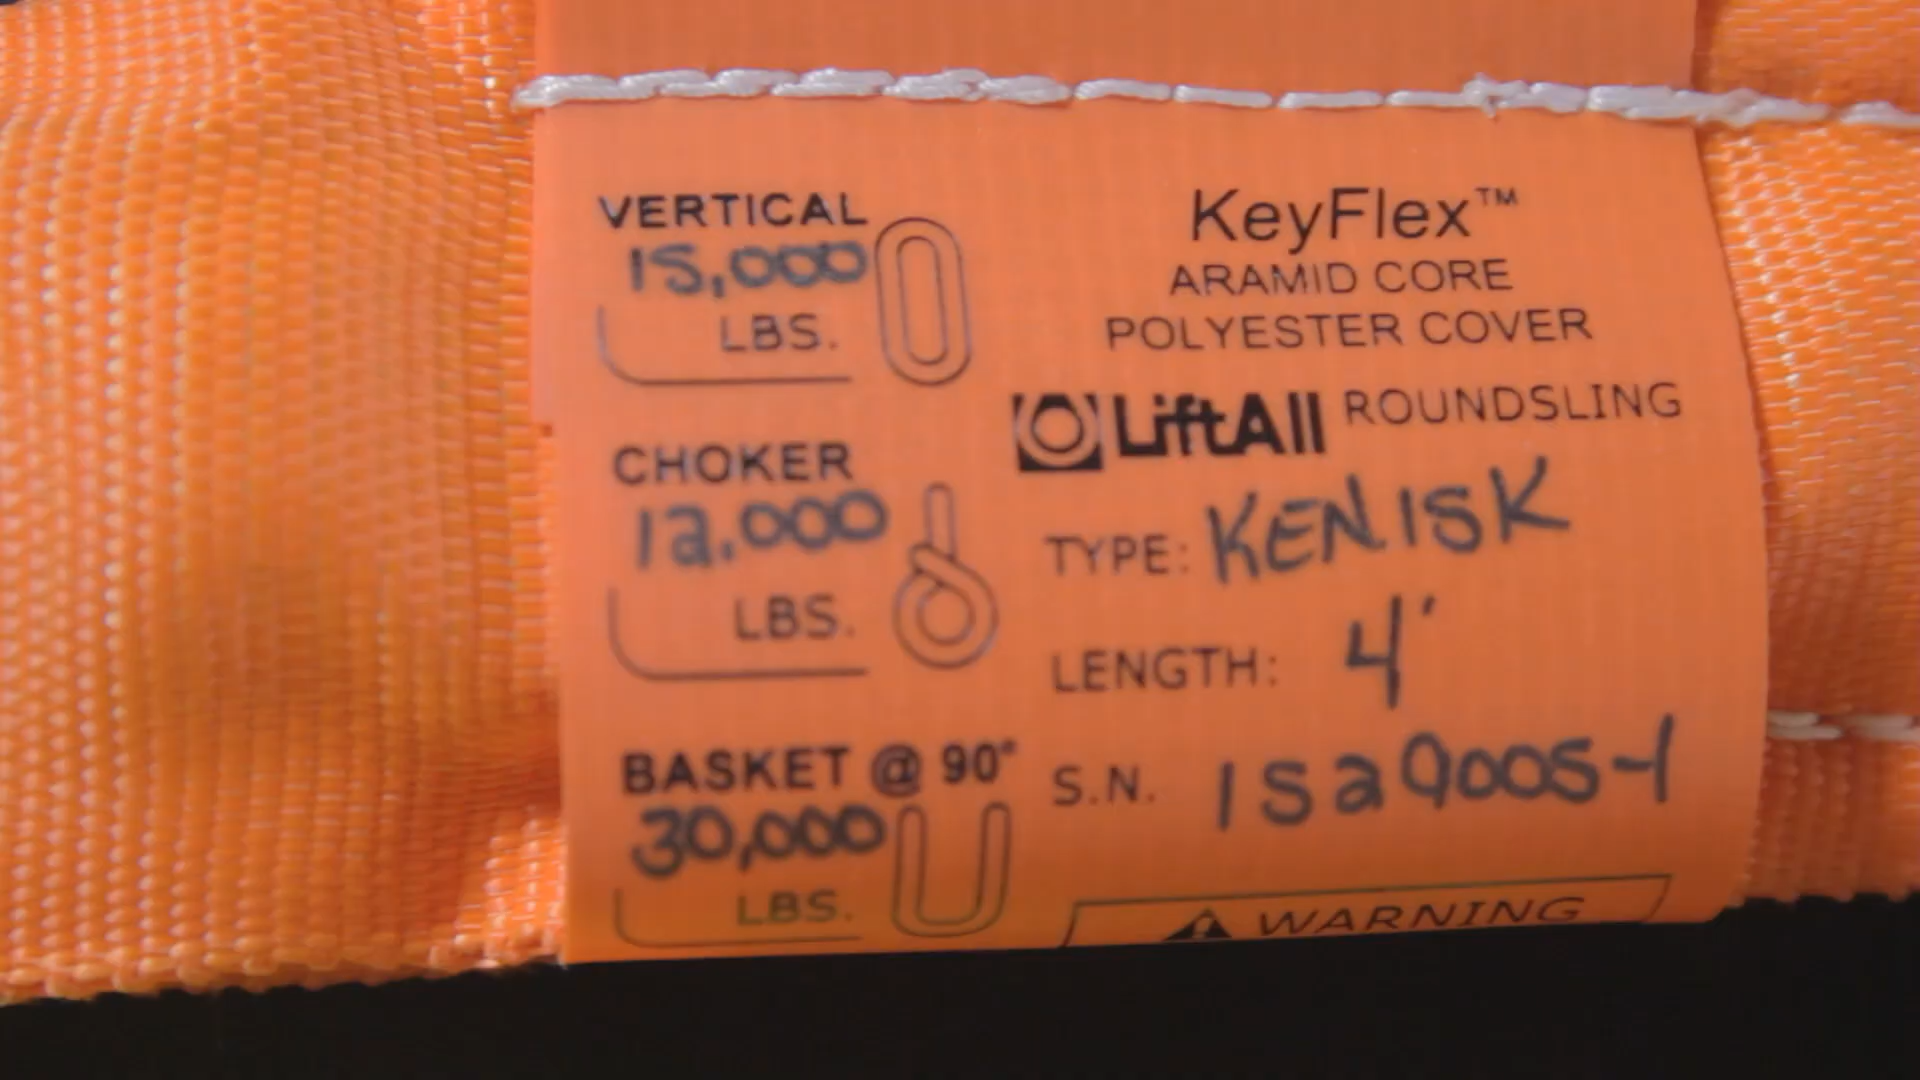 VERTICAL
15,000
LBS.
CHOKER
12,000
LBS.
BASKET @ 90°
30,000
LBS.
KeyFlex™
ARAMID CORE
POLYESTER COVER
LiftAll ROUNDSLING
TYPE: KEN15K
LENGTH: 4'
S.N. 1529005-1
WARNING